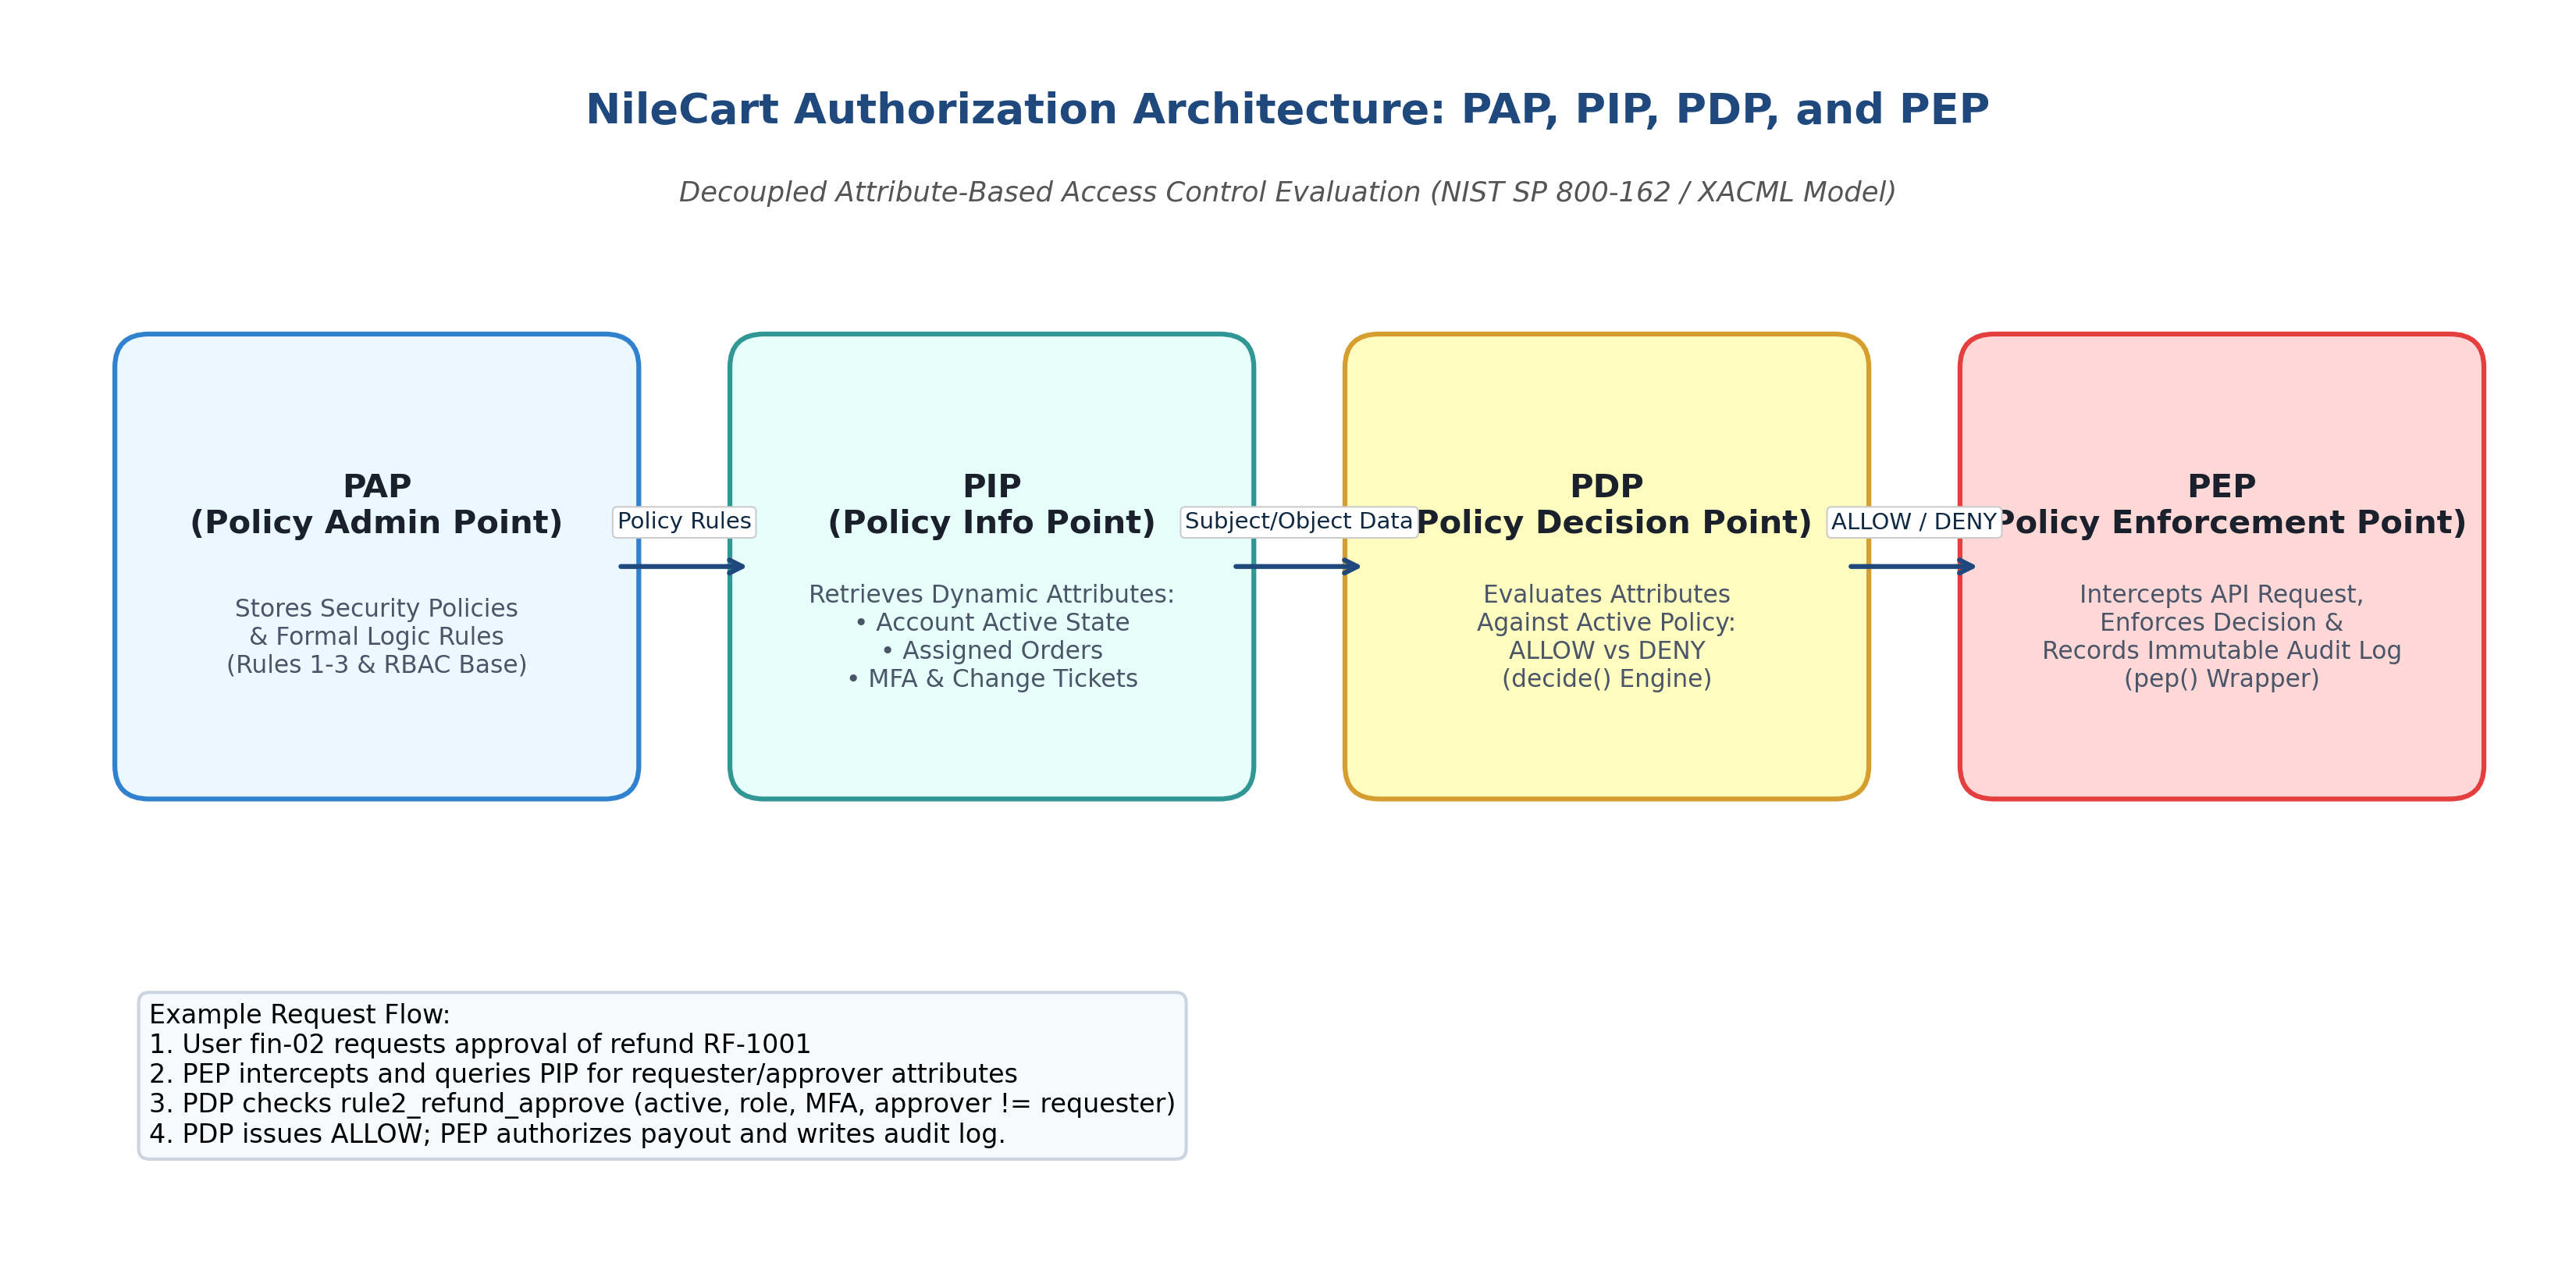 NileCart Authorization Architecture: PAP, PIP, PDP, and PEP
Decoupled Attribute-Based Access Control Evaluation (NIST SP 800-162 / XACML Model)
PAP
(Policy Admin Point)
Stores Security Policies
& Formal Logic Rules
(Rules 1-3 & RBAC Base)
Policy Rules
PIP
(Policy Info Point)
Retrieves Dynamic Attributes:
• Account Active State
• Assigned Orders
• MFA & Change Tickets
Subject/Object Data
PDP
Policy Decision Point)
Evaluates Attributes
Against Active Policy:
ALLOW vs DENY
(decide() Engine)
ALLOW / DENY
PEP
Policy Enforcement Point)
Intercepts API Request,
Enforces Decision &
Records Immutable Audit Log
(pep() Wrapper)
Example Request Flow:
1. User fin-02 requests approval of refund RF-1001
2. PEP intercepts and queries PIP for requester/approver attributes
3. PDP checks rule2_refund_approve (active, role, MFA, approver != requester)
4. PDP issues ALLOW; PEP authorizes payout and writes audit log.